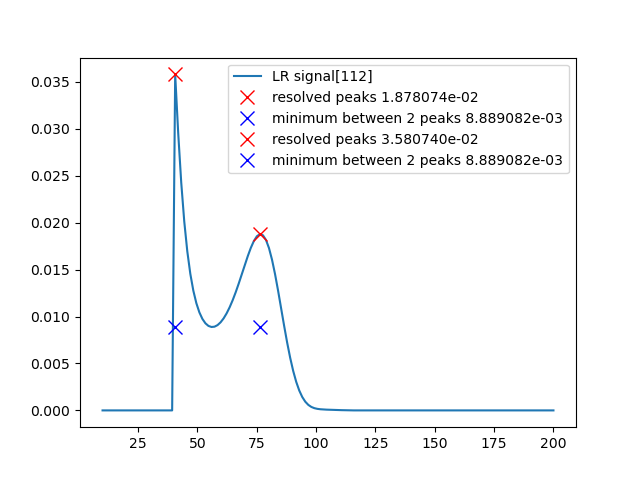 LR signal[112]
resolved peaks 1.878074e-02
minimum between 2 peaks 8.889082e-03
resolved peaks 3.580740e-02
minimum between 2 peaks 8.889082e-03
0.035
0.030
0.025
0.020
0.015
0.010
0.005
0.000
25 50 75 100 125 150 175 200